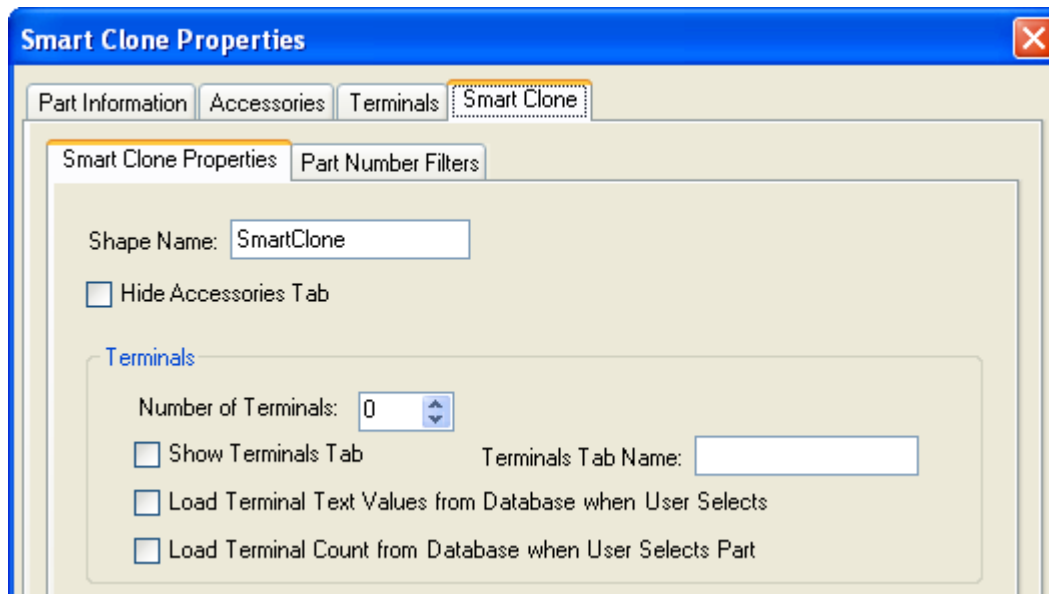 Smart Clone Properties
Part Information Accessories Terminals Smart Clone
Smart Clone Properties Part Number Filters
Shape Name: SmartClone
Hide Accessories Tab
Terminals
Number of Terminals: 0
Show Terminals Tab Terminals Tab Name:
Load Terminal Text Values from Database when User Selects
Load Terminal Count from Database when User Selects Part